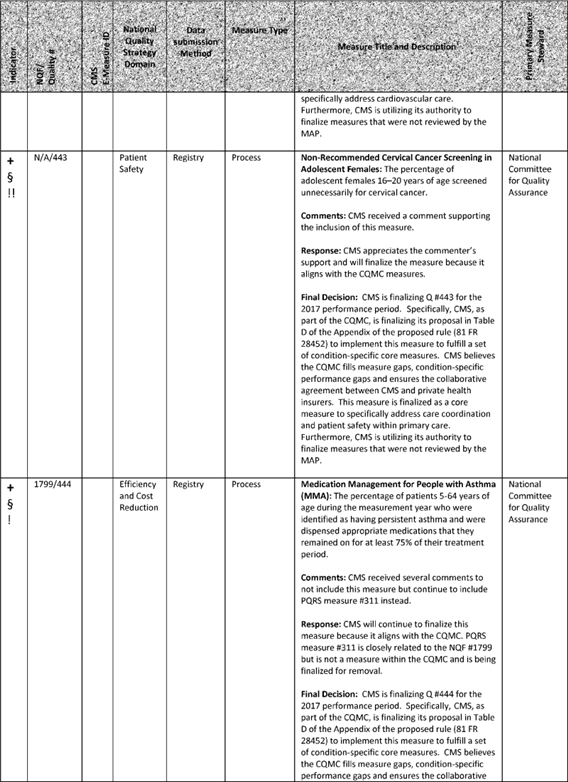 Indicator
NQF/
Quality #
CMS
E-Measure ID
National
Quality
Strategy
Domain
Data
submission
Method
Measure Type
Measure Title and Description
Primary Measure
Steward
specifically address cardiovascular care.
Furthermore, CMS is utilizing its authority to
finalize measures that were not reviewed by the
MAP.
+
§
!!
N/A/443
Patient
Safety
Registry
Process
Non-Recommended Cervical Cancer Screening in
Adolescent Females: The percentage of
adolescent females 16–20 years of age screened
unnecessarily for cervical cancer.
Comments: CMS received a comment supporting
the inclusion of this measure.
Response: CMS appreciates the commenter's
support and will finalize the measure because it
aligns with the CQMC measures.
Final Decision: CMS is finalizing Q #443 for the
2017 performance period. Specifically, CMS, as
part of the CQMC, is finalizing its proposal in Table
D of the Appendix of the proposed rule (81 FR
28452) to implement this measure to fulfill a set
of condition-specific core measures. CMS believes
the CQMC fills measure gaps, condition-specific
performance gaps and ensures the collaborative
agreement between CMS and private health
insurers. This measure is finalized as a core
measure to specifically address care coordination
and patient safety within primary care.
Furthermore, CMS is utilizing its authority to
finalize measures that were not reviewed by the
MAP.
National
Committee
for Quality
Assurance
+
§
!
1799/444
Efficiency
and Cost
Reduction
Registry
Process
Medication Management for People with Asthma
(MMA): The percentage of patients 5-64 years of
age during the measurement year who were
identified as having persistent asthma and were
dispensed appropriate medications that they
remained on for at least 75% of their treatment
period.
Comments: CMS received several comments to
not include this measure but continue to include
PQRS measure #311 instead.
Response: CMS will continue to finalize this
measure because it aligns with the CQMC. PQRS
measure #311 is closely related to the NQF #1799
but is not a measure within the CQMC and is being
finalized for removal.
Final Decision: CMS is finalizing Q #444 for the
2017 performance period. Specifically, CMS, as
part of the CQMC, is finalizing its proposal in Table
D of the Appendix of the proposed rule (81 FR
28452) to implement this measure to fulfill a set
of condition-specific core measures. CMS believes
the CQMC fills measure gaps, condition-specific
performance gaps and ensures the collaborative
National
Committee
for Quality
Assurance